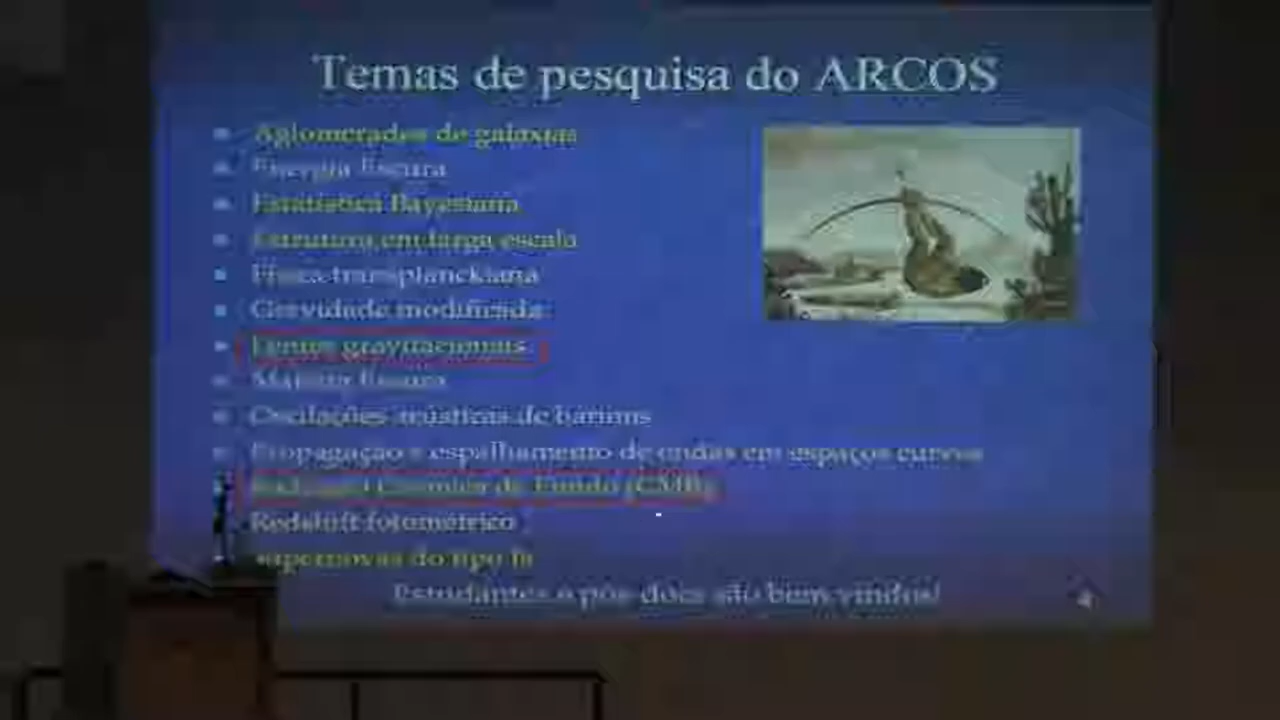 Temas de pesquisa do ARCOS
Aglomerados de galáxias
Energia Escura
Estatística Bayesiana
Estrutura em larga escala
Física transplanckiana
Gravidade modificada
Lentes gravitacionais
Matéria Escura
Oscilações acústicas de bárions
Propagação e espalhamento de ondas em espaços curvos
Radiação Cósmica de Fundo (CMB)
Redshift fotométrico
Supernovas do tipo Ia
Estudantes e pós-docs são bem vindos!